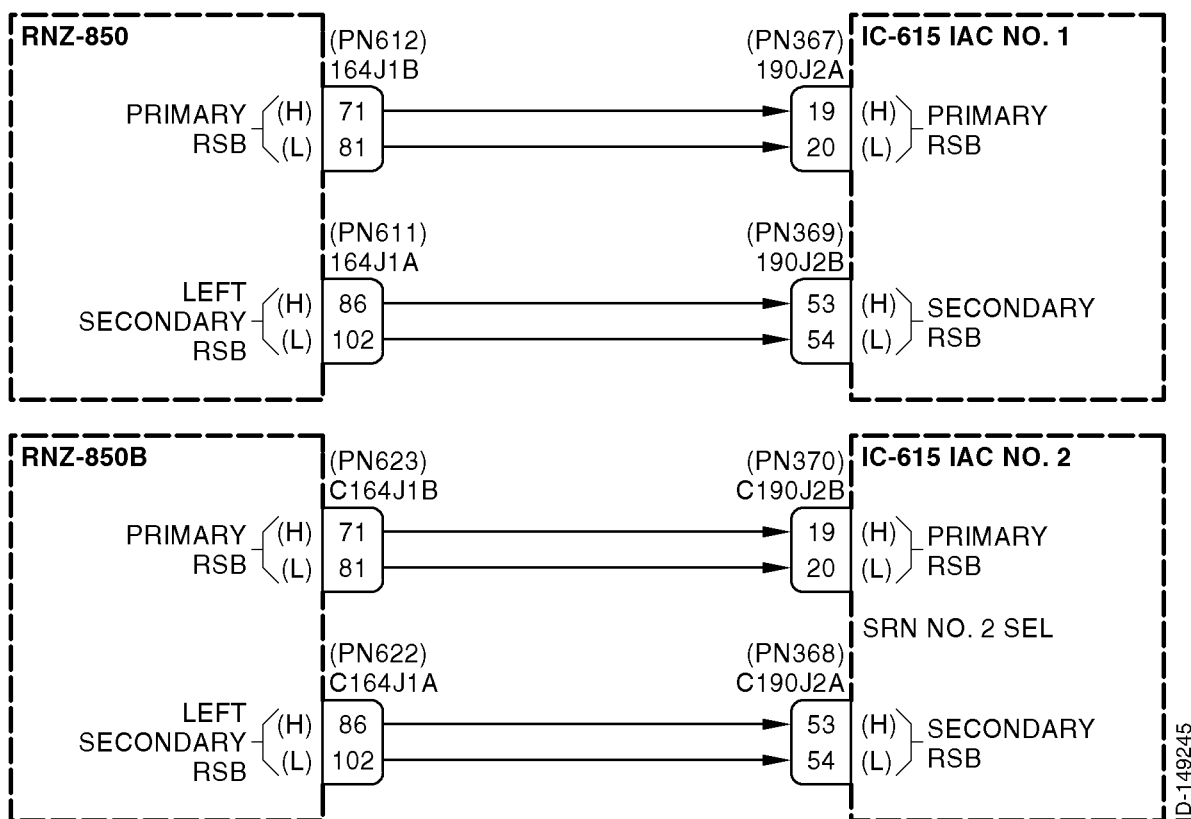 RNZ-850
(PN612)
164J1B
(PN367)
190J2A
IC-615 IAC NO. 1
PRIMARY
RSB
(H)
(L)
71
81
19
20
(H)
(L)
PRIMARY
RSB
(PN611)
164J1A
(PN369)
190J2B
LEFT
SECONDARY
RSB
(H)
(L)
86
102
53
54
(H)
(L)
SECONDARY
RSB
RNZ-850B
(PN623)
C164J1B
(PN370)
C190J2B
IC-615 IAC NO. 2
PRIMARY
RSB
(H)
(L)
71
81
19
20
(H)
(L)
PRIMARY
RSB
SRN NO. 2 SEL
(PN622)
C164J1A
(PN368)
C190J2A
LEFT
SECONDARY
RSB
(H)
(L)
86
102
53
54
(H)
(L)
SECONDARY
RSB
ID-149245